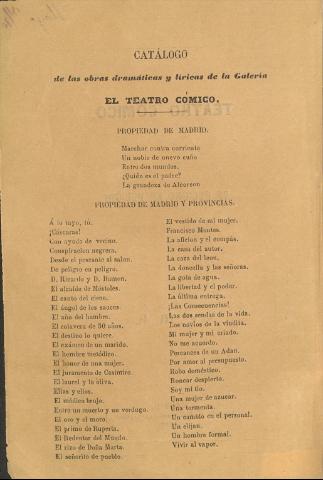 CATÁLOGO
de las obras dramáticas y líricas de la Galería
EL TEATRO CÓMICO.
PROPIEDAD DE MADRID.
Marchar contra corriente
Un noble de nuevo cuño
Entre dos mundos.
¿Quién es el padre?
La grandeza de Alcorcon
PROPIEDAD DE MADRID Y PROVINCIAS.
A lo tuyo, tú.
¡Cáscaras!
Con ayuda de vecino.
Conspiracion negrera.
Desde el pescante al salon.
De peligro en peligro.
D. Ricardo y D. Ramon.
El alcalde de Móstoles.
El canto del cisne.
El ángel de los sauces.
El año del hambre.
El calavera de 50 años.
El destino lo quiere.
El exámen de un marido.
El hombre metódico.
El honor de una mujer.
El juramento de Casimiro.
El laurel y la oliva.
Elias y ellos.
El médico brujo.
Entre un muerto y un verdugo.
El oro y el moro.
El primo de Ruperta.
El Redentor del Mundo.
El rizo de Doña Marta.
El señorito de pueblo.
El vestido de mi mujer.
Francisco Montes.
La aficion y el compás.
La casa del autor.
La caza del leon.
La doncella y las señoras.
La gota de agua.
La libertad y el poder.
La última entrega.
¡Las Consecuencias!
Las dos sendas de la vida.
Los novios de la viudita.
Mi mujer y mi criado.
No me acuerdo.
Percances de un Adan.
Por amor al presupuesto.
Robo doméstico.
Roncar despierto.
Soy mi tio.
Una mujer de azucar.
Una tormenta.
Un cambio en el personal.
Un elijan.
Un hombre formal.
Vivir al vapor.